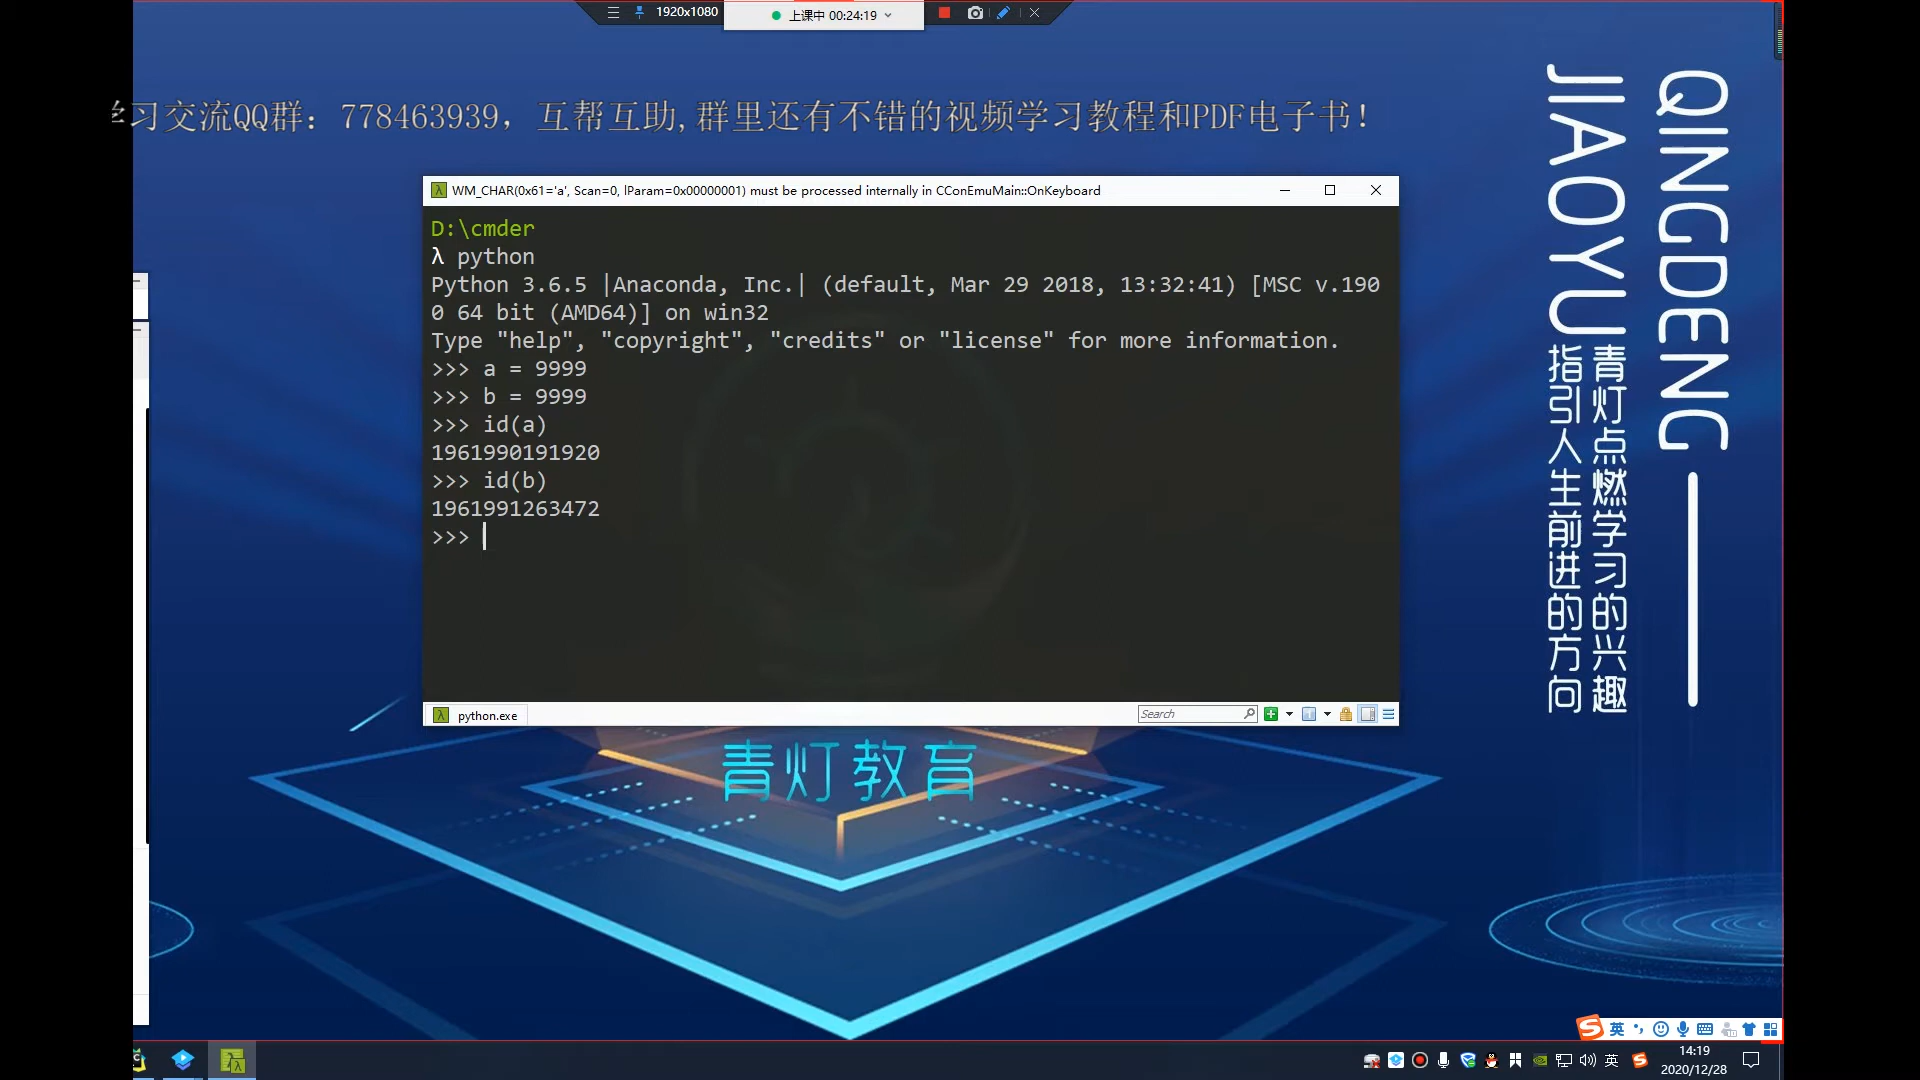 1920x1080
上课中 00:24:19
学习交流QQ群：778463939，互帮互助,群里还有不错的视频学习教程和PDF电子书！
WM_CHAR(0x61='a', Scan=0, lParam=0x00000001) must be processed internally in CConEmuMain::OnKeyboard
D:\cmder
λ python
Python 3.6.5 |Anaconda, Inc.| (default, Mar 29 2018, 13:32:41) [MSC v.190
0 64 bit (AMD64)] on win32
Type "help", "copyright", "credits" or "license" for more information.
>>> a = 9999
>>> b = 9999
>>> id(a)
1961990191920
>>> id(b)
1961991263472
>>>
python.exe
Search
QINGDENG
JIAOYU
青灯点燃学习的兴趣
指引人生前进的方向
青灯教育
英
英
14:19
2020/12/28